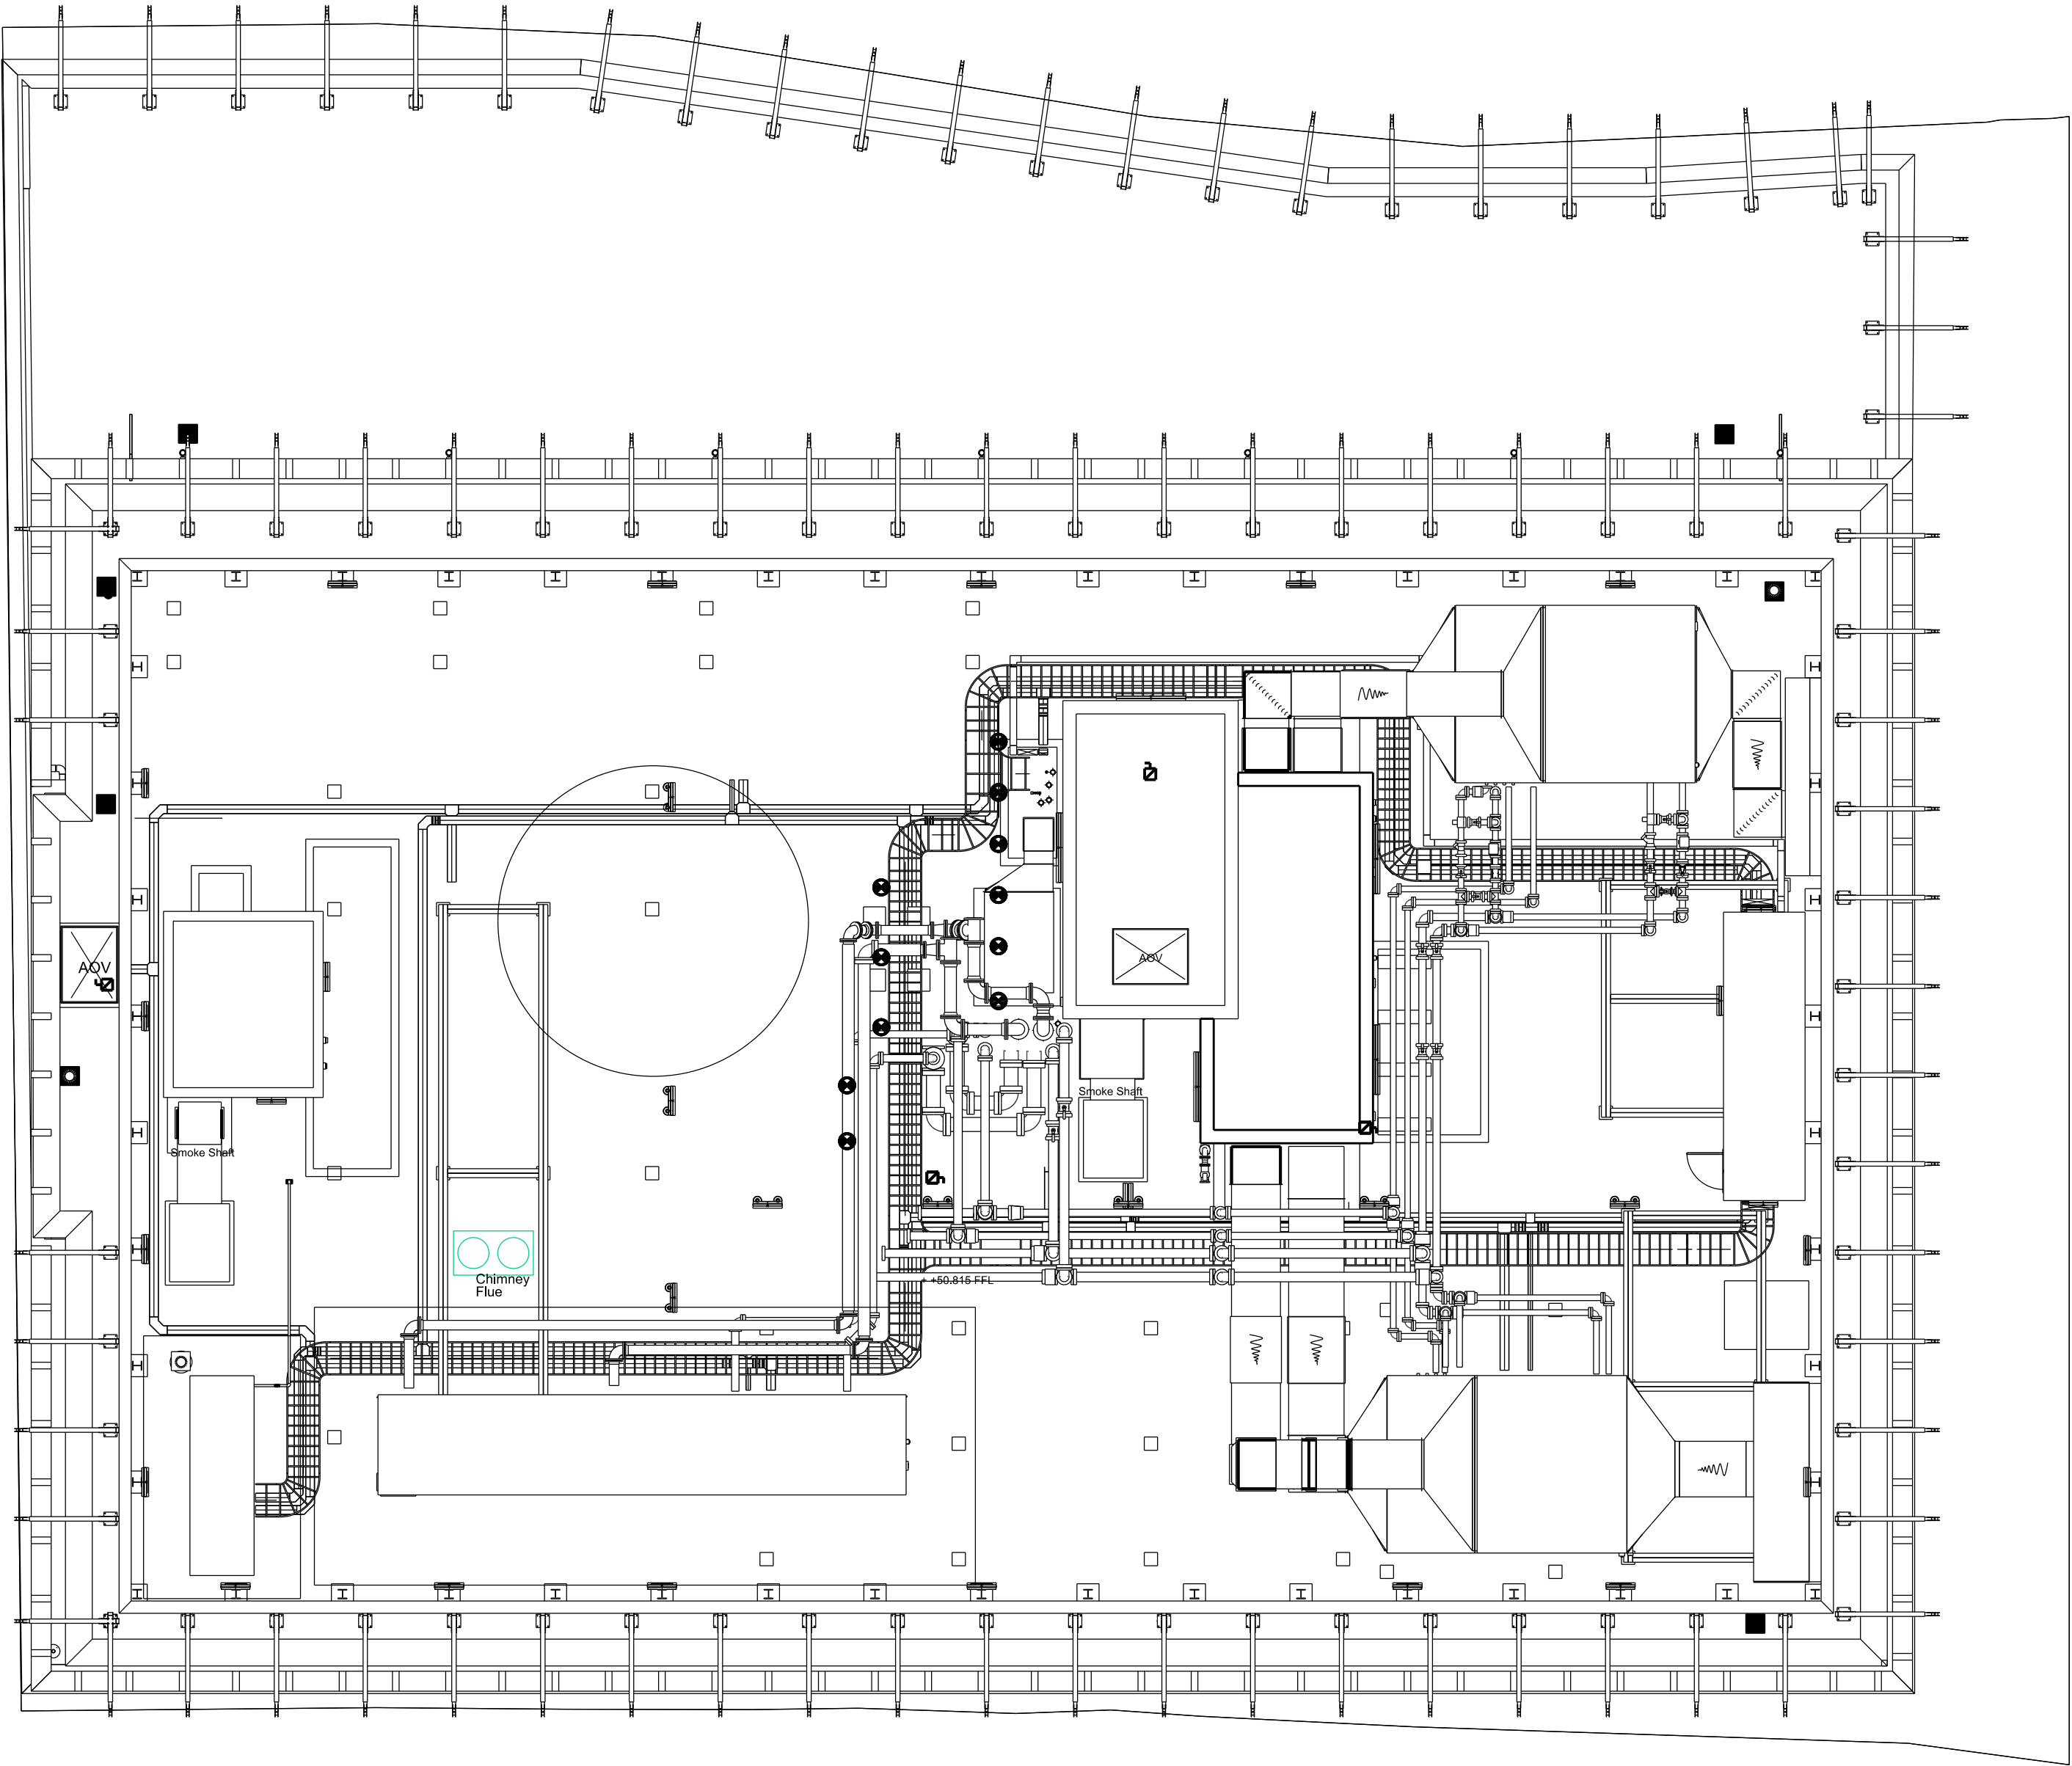 AOV
AOV
Smoke Shaft
Smoke Shaft
Chimney
Flue
+ +50.815 FFL